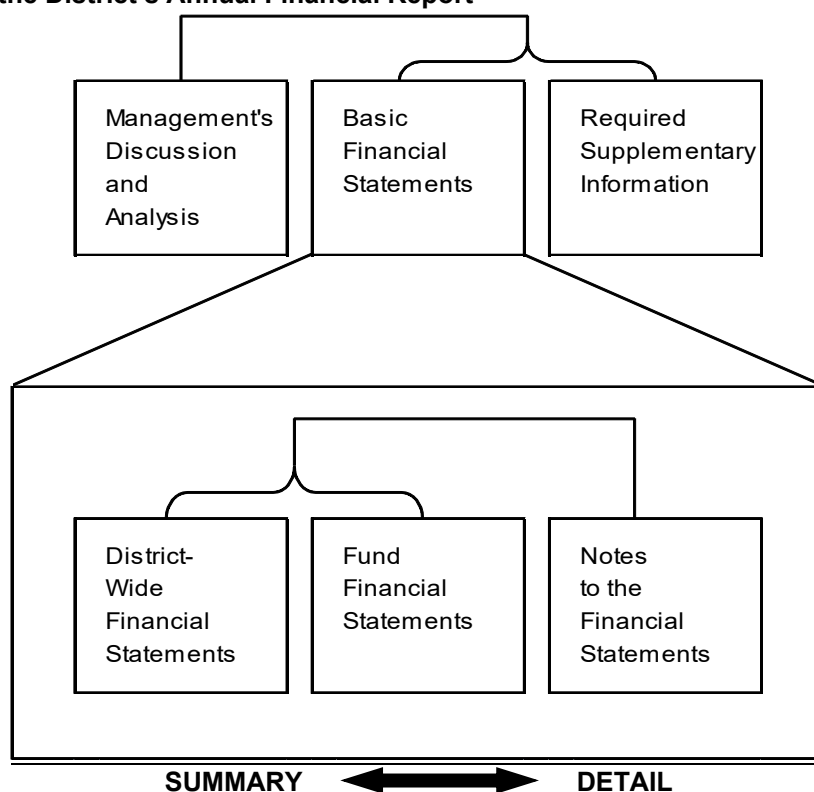 the District's Annual Financial Report
Management's
Discussion
and
Analysis
Basic
Financial
Statements
Required
Supplementary
Information
District-
Wide
Financial
Statements
Fund
Financial
Statements
Notes
to the
Financial
Statements
SUMMARY DETAIL